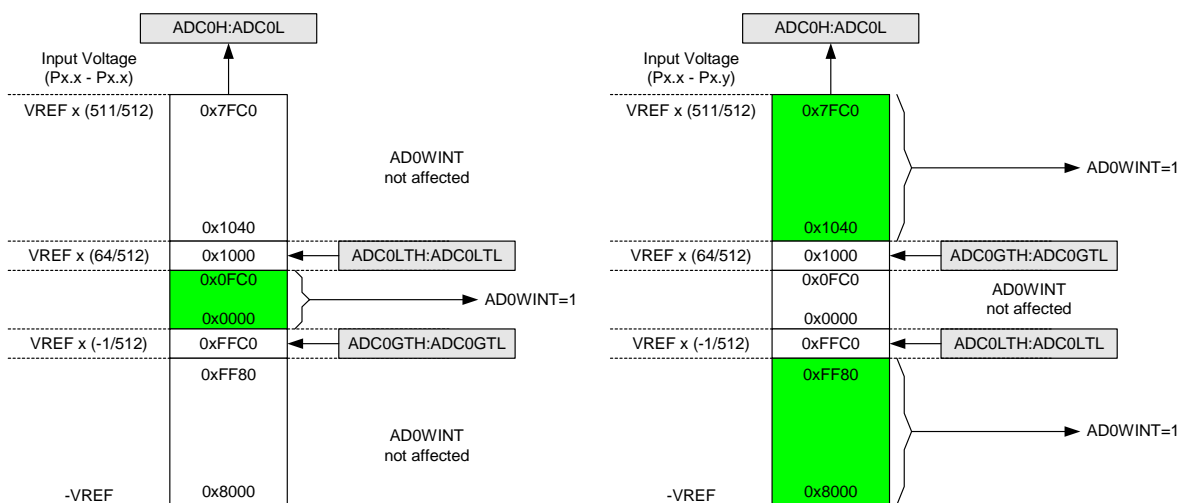 ADC0H:ADC0L
Input Voltage
(Px.x - Px.x)
VREF x (511/512)
0x7FC0
AD0WINT
not affected
0x1040
VREF x (64/512)
0x1000
ADC0LTH:ADC0LTL
0x0FC0
AD0WINT=1
0x0000
VREF x (-1/512)
0xFFC0
ADC0GTH:ADC0GTL
0xFF80
AD0WINT
not affected
-VREF
0x8000
ADC0H:ADC0L
Input Voltage
(Px.x - Px.y)
VREF x (511/512)
0x7FC0
AD0WINT=1
0x1040
VREF x (64/512)
0x1000
ADC0GTH:ADC0GTL
0x0FC0
AD0WINT
not affected
0x0000
VREF x (-1/512)
0xFFC0
ADC0LTH:ADC0LTL
0xFF80
AD0WINT=1
-VREF
0x8000